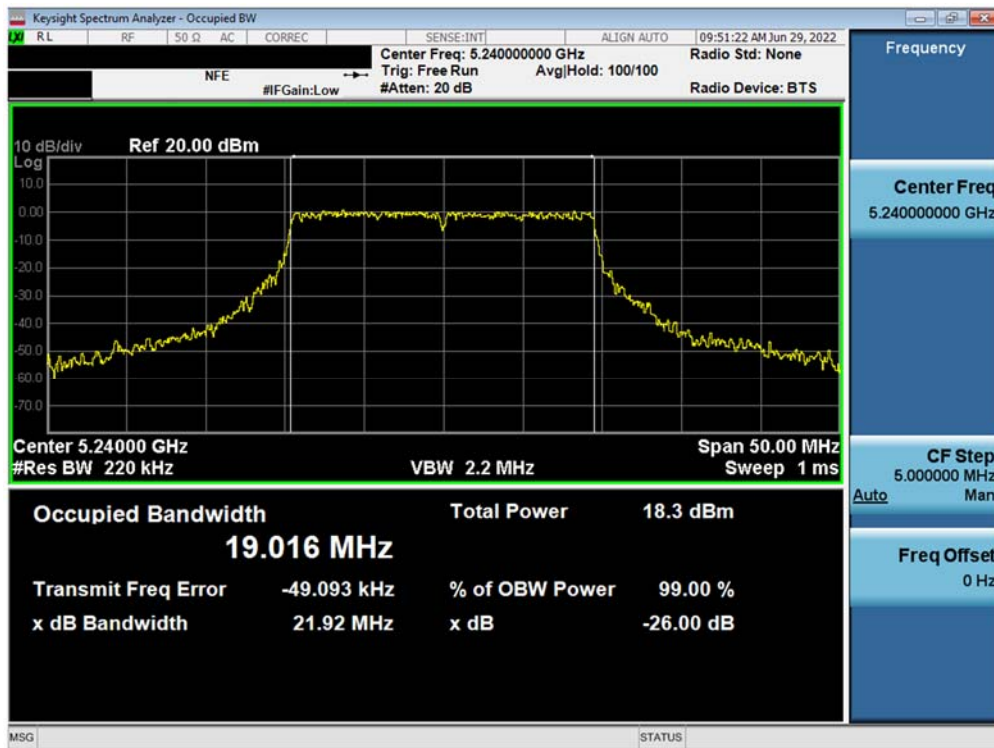 Keysight Spectrum Analyzer - Occupied BW
LXI RL RF 50 Ω AC CORREC SENSE:INT ALIGN AUTO 09:51:22 AM Jun 29, 2022
Center Freq: 5.240000000 GHz Radio Std: None
NFE Trig: Free Run Avg|Hold: 100/100
#IFGain:Low #Atten: 20 dB Radio Device: BTS
10 dB/div Ref 20.00 dBm
Log
10.0
0.00
-10.0
-20.0
-30.0
-40.0
-50.0
-60.0
-70.0
Center 5.24000 GHz Span 50.00 MHz
#Res BW 220 kHz VBW 2.2 MHz Sweep 1 ms
Occupied Bandwidth Total Power 18.3 dBm
19.016 MHz
Transmit Freq Error -49.093 kHz % of OBW Power 99.00 %
x dB Bandwidth 21.92 MHz x dB -26.00 dB
Frequency
Center Freq
5.240000000 GHz
CF Step
5.000000 MHz
Auto Man
Freq Offset
0 Hz
MSG STATUS